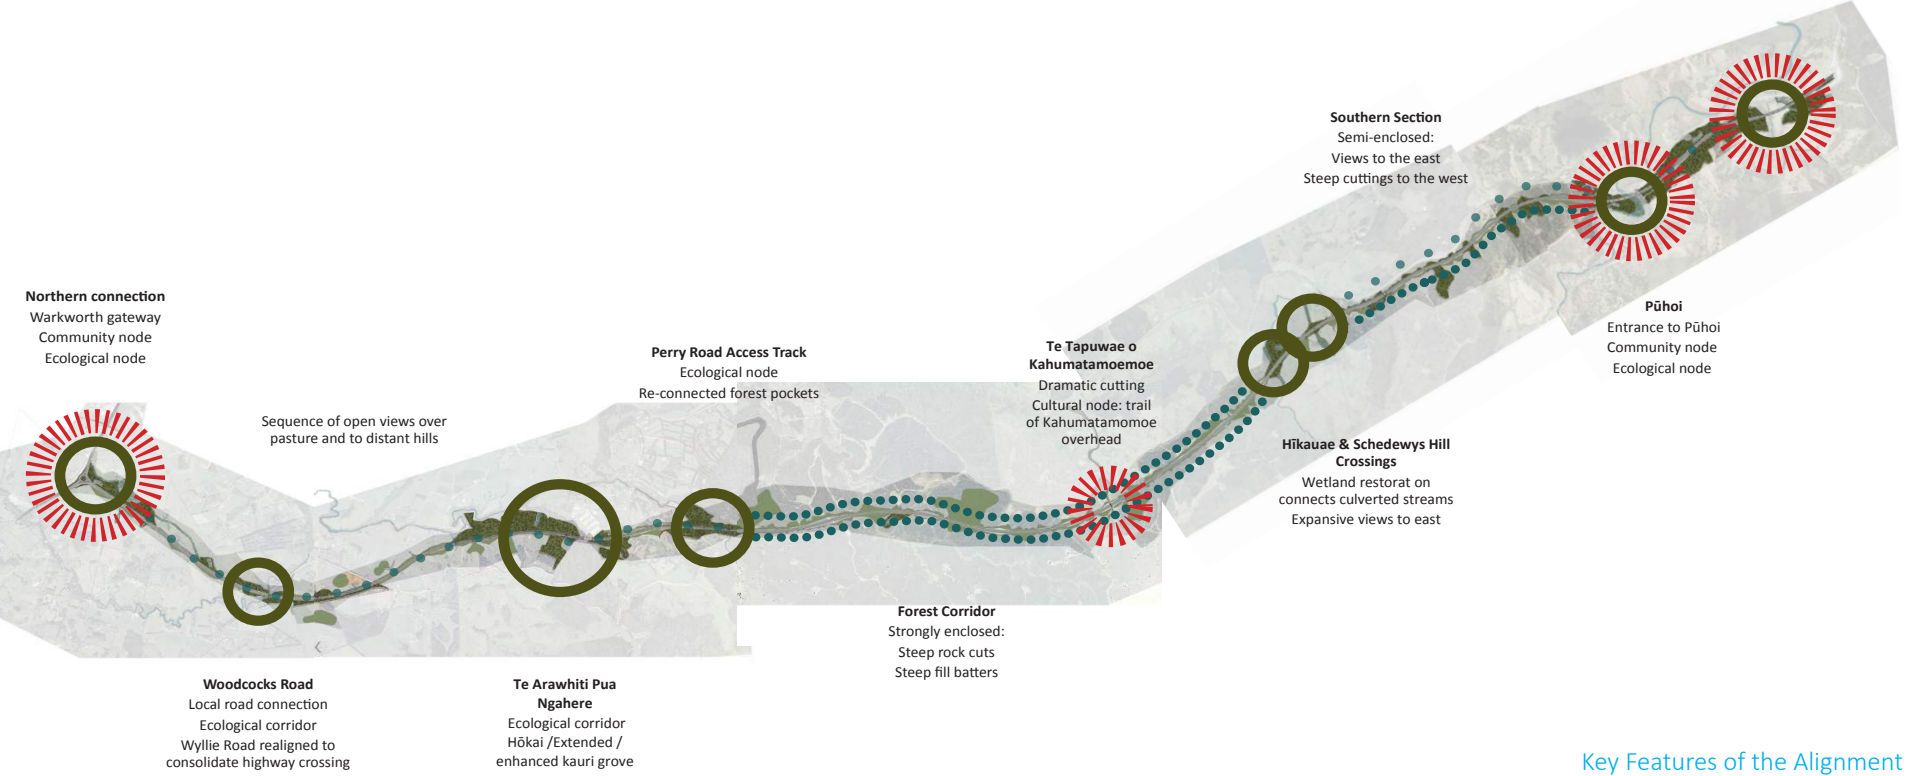 Northern connection
Warkworth gateway
Community node
Ecological node
Sequence of open views over
pasture and to distant hills
Woodcocks Road
Local road connection
Ecological corridor
Wyllie Road realigned to
consolidate highway crossing
Te Arawhiti Pua
Ngahere
Ecological corridor
Hōkai /Extended /
enhanced kauri grove
Perry Road Access Track
Ecological node
Re-connected forest pockets
Forest Corridor
Strongly enclosed:
Steep rock cuts
Steep fill batters
Te Tapuwae o
Kahumatamoemoe
Dramatic cutting
Cultural node: trail
of Kahumatamomoe
overhead
Hīkauae & Schedewys Hill
Crossings
Wetland restorat on
connects culverted streams
Expansive views to east
Southern Section
Semi-enclosed:
Views to the east
Steep cuttings to the west
Pūhoi
Entrance to Pūhoi
Community node
Ecological node
Key Features of the Alignment